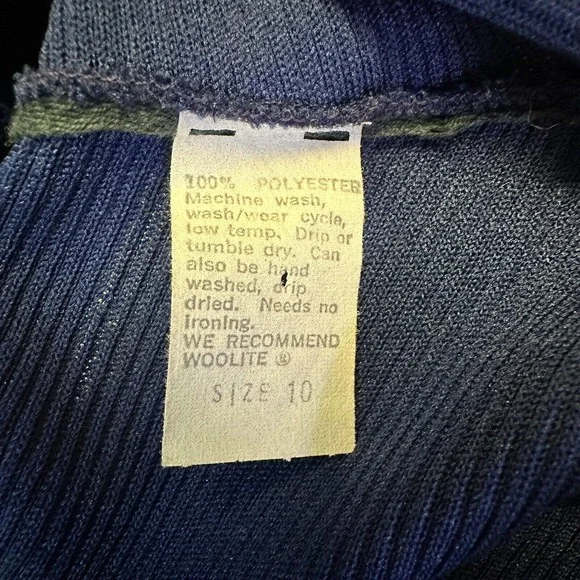 100% POLYESTER
Machine wash,
wash/wear cycle,
low temp. Drip or
tumble dry. Can
also be hand
washed, drip
dried. Needs no
ironing.
WE RECOMMEND
WOOLITE ®
SIZE 10